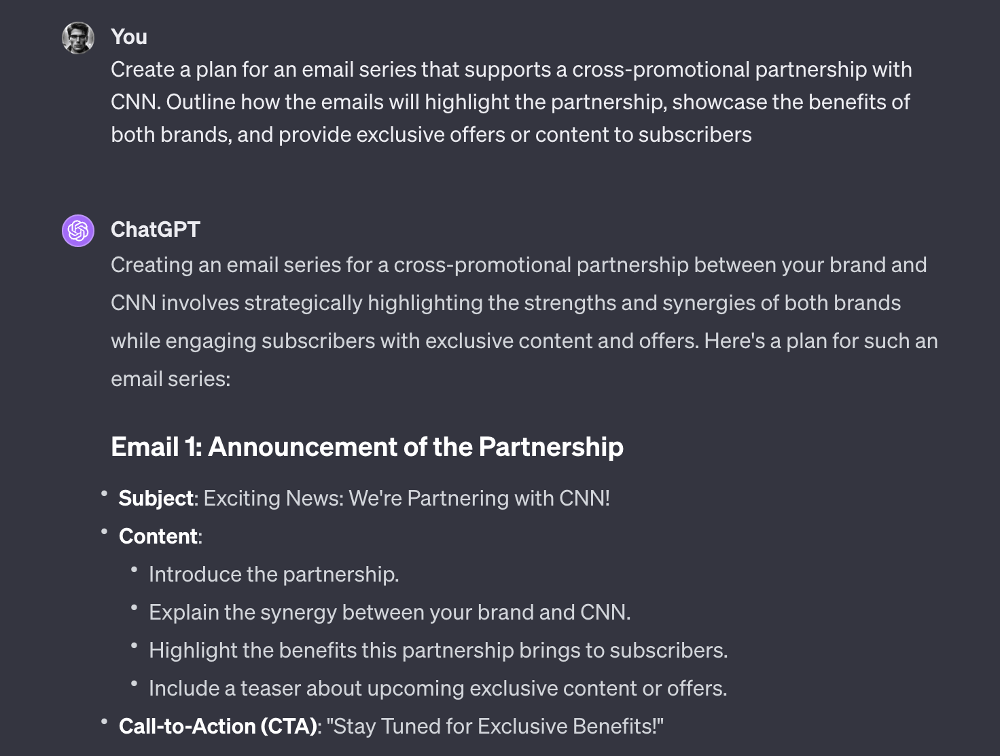 You
Create a plan for an email series that supports a cross-promotional partnership with
CNN. Outline how the emails will highlight the partnership, showcase the benefits of
both brands, and provide exclusive offers or content to subscribers
ChatGPT
Creating an email series for a cross-promotional partnership between your brand and
CNN involves strategically highlighting the strengths and synergies of both brands
while engaging subscribers with exclusive content and offers. Here's a plan for such an
email series:
Email 1: Announcement of the Partnership
• Subject: Exciting News: We're Partnering with CNN!
• Content:
• Introduce the partnership.
• Explain the synergy between your brand and CNN.
• Highlight the benefits this partnership brings to subscribers.
• Include a teaser about upcoming exclusive content or offers.
• Call-to-Action (CTA): "Stay Tuned for Exclusive Benefits!"